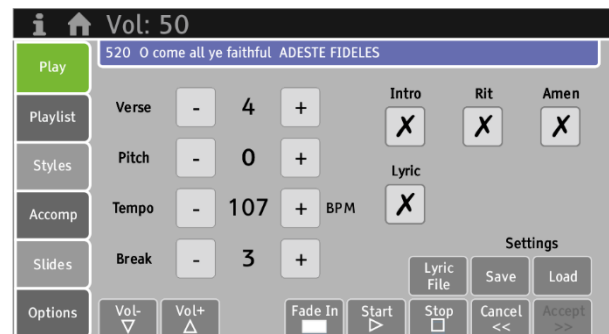 i Vol: 50
Play
520 O come all ye faithful ADESTE FIDELES
Playlist
Styles
Accomp
Slides
Options
Verse - 4 +
Pitch - 0 +
Tempo - 107 + BPM
Break - 3 +
Intro Rit Amen
✗ ✗ ✗
Lyric
✗
Settings
Lyric File Save Load
Vol- Vol+ Fade In Start Stop Cancel << Accept >>